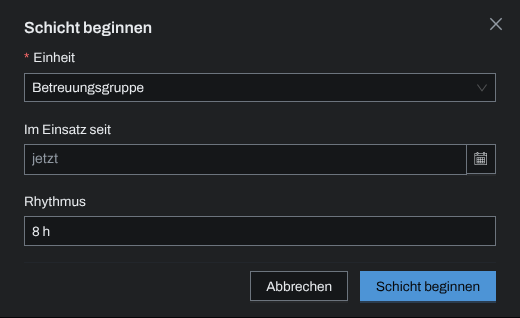 Schicht beginnen
* Einheit
Betreuungsgruppe
Im Einsatz seit
jetzt
Rhythmus
8 h
Abbrechen
Schicht beginnen